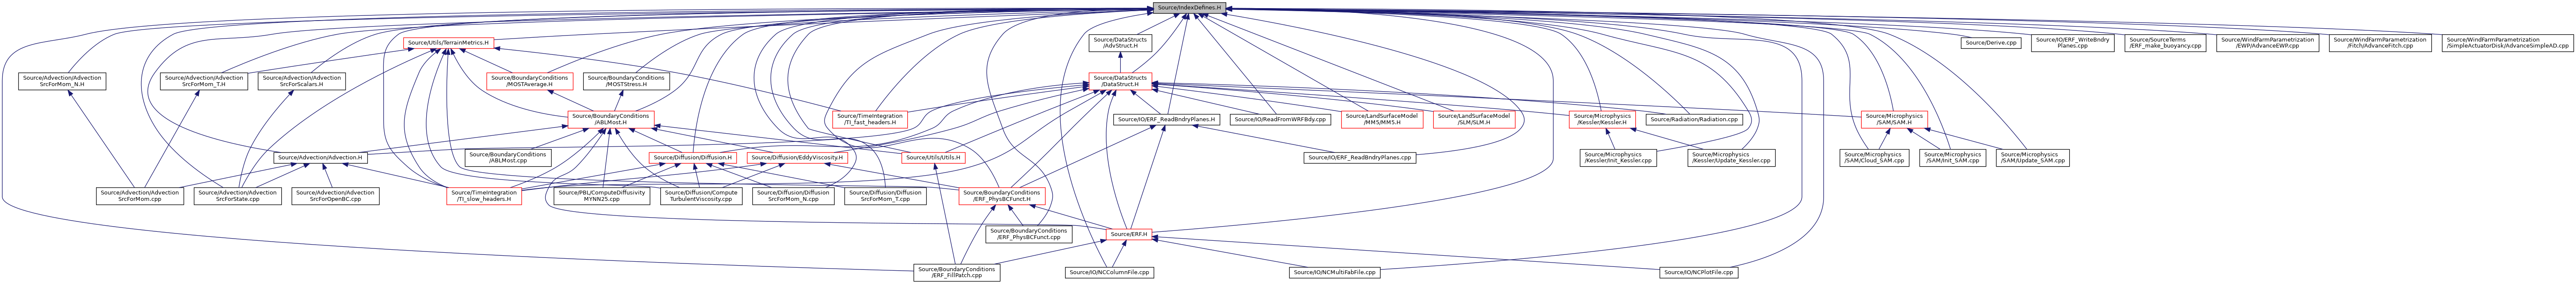 Source/IndexDefines.H
Source/Utils/TerrainMetrics.H
Source/DataStructs
/AdvStruct.H
Source/Derive.cpp
Source/IO/ERF_WriteBndry
Planes.cpp
Source/SourceTerms
/ERF_make_buoyancy.cpp
Source/WindFarmParametrization
/EWP/AdvanceEWP.cpp
Source/WindFarmParametrization
/Fitch/AdvanceFitch.cpp
Source/WindFarmParametrization
/SimpleActuatorDisk/AdvanceSimpleAD.cpp
Source/Advection/Advection
SrcForMom_N.H
Source/Advection/Advection
SrcForMom_T.H
Source/Advection/Advection
SrcForScalars.H
Source/BoundaryConditions
/MOSTAverage.H
Source/BoundaryConditions
/MOSTStress.H
Source/DataStructs
/DataStruct.H
Source/BoundaryConditions
/ABLMost.H
Source/TimeIntegration
/TI_fast_headers.H
Source/IO/ERF_ReadBndryPlanes.H
Source/IO/ReadFromWRFBdy.cpp
Source/LandSurfaceModel
/MM5/MM5.H
Source/LandSurfaceModel
/SLM/SLM.H
Source/Microphysics
/Kessler/Kessler.H
Source/Radiation/Radiation.cpp
Source/Microphysics
/SAM/SAM.H
Source/Advection/Advection.H
Source/BoundaryConditions
/ABLMost.cpp
Source/Diffusion/Diffusion.H
Source/Diffusion/EddyViscosity.H
Source/Utils/Utils.H
Source/IO/ERF_ReadBndryPlanes.cpp
Source/Microphysics
/Kessler/Init_Kessler.cpp
Source/Microphysics
/Kessler/Update_Kessler.cpp
Source/Microphysics
/SAM/Cloud_SAM.cpp
Source/Microphysics
/SAM/Init_SAM.cpp
Source/Microphysics
/SAM/Update_SAM.cpp
Source/Advection/Advection
SrcForMom.cpp
Source/Advection/Advection
SrcForState.cpp
Source/Advection/Advection
SrcForOpenBC.cpp
Source/TimeIntegration
/TI_slow_headers.H
Source/PBL/ComputeDiffusivity
MYNN25.cpp
Source/Diffusion/Compute
TurbulentViscosity.cpp
Source/Diffusion/Diffusion
SrcForMom_N.cpp
Source/Diffusion/Diffusion
SrcForMom_T.cpp
Source/BoundaryConditions
/ERF_PhysBCFunct.H
Source/BoundaryConditions
/ERF_PhysBCFunct.cpp
Source/ERF.H
Source/BoundaryConditions
/ERF_FillPatch.cpp
Source/IO/NCColumnFile.cpp
Source/IO/NCMultiFabFile.cpp
Source/IO/NCPlotFile.cpp